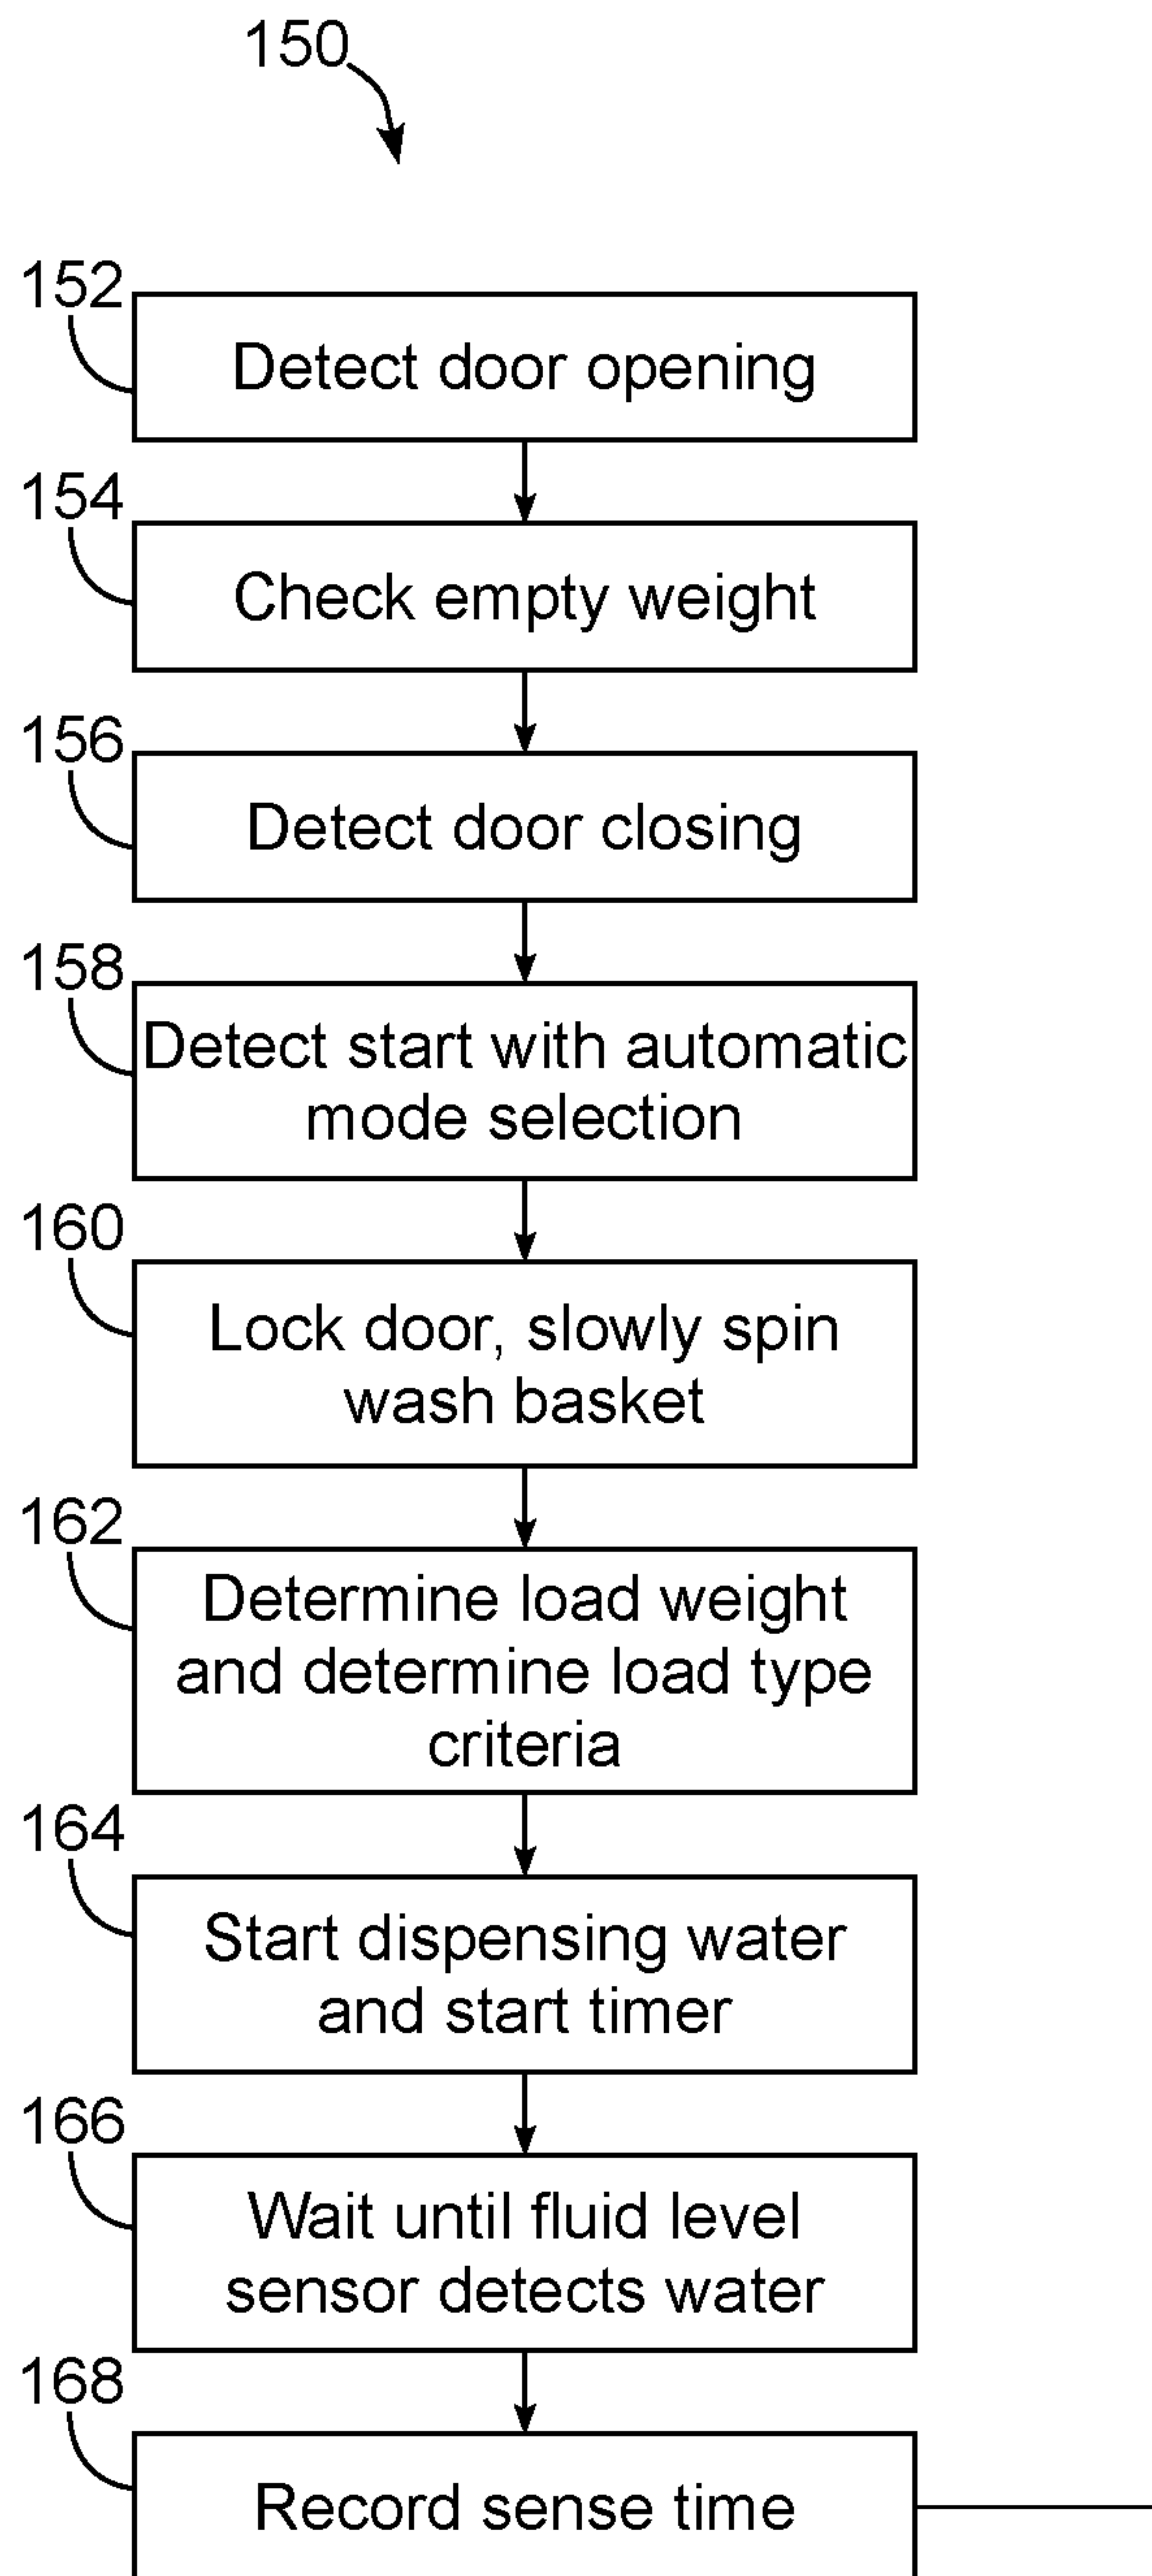 150
152
Detect door opening
154
Check empty weight
156
Detect door closing
158
Detect start with automatic
mode selection
160
Lock door, slowly spin
wash basket
162
Determine load weight
and determine load type
criteria
164
Start dispensing water
and start timer
166
Wait until fluid level
sensor detects water
168
Record sense time